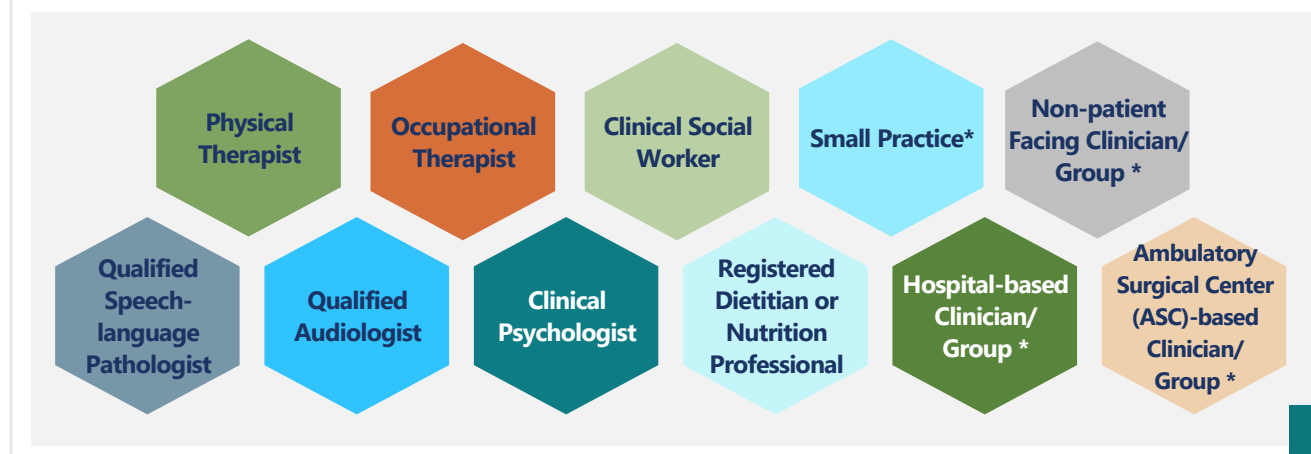 Physical
Therapist
Occupational
Therapist
Clinical Social
Worker
Small Practice*
Non-patient
Facing Clinician/
Group *
Qualified
Speech-
language
Pathologist
Qualified
Audiologist
Clinical
Psychologist
Registered
Dietitian or
Nutrition
Professional
Hospital-based
Clinician/
Group *
Ambulatory
Surgical Center
(ASC)-based
Clinician/
Group *